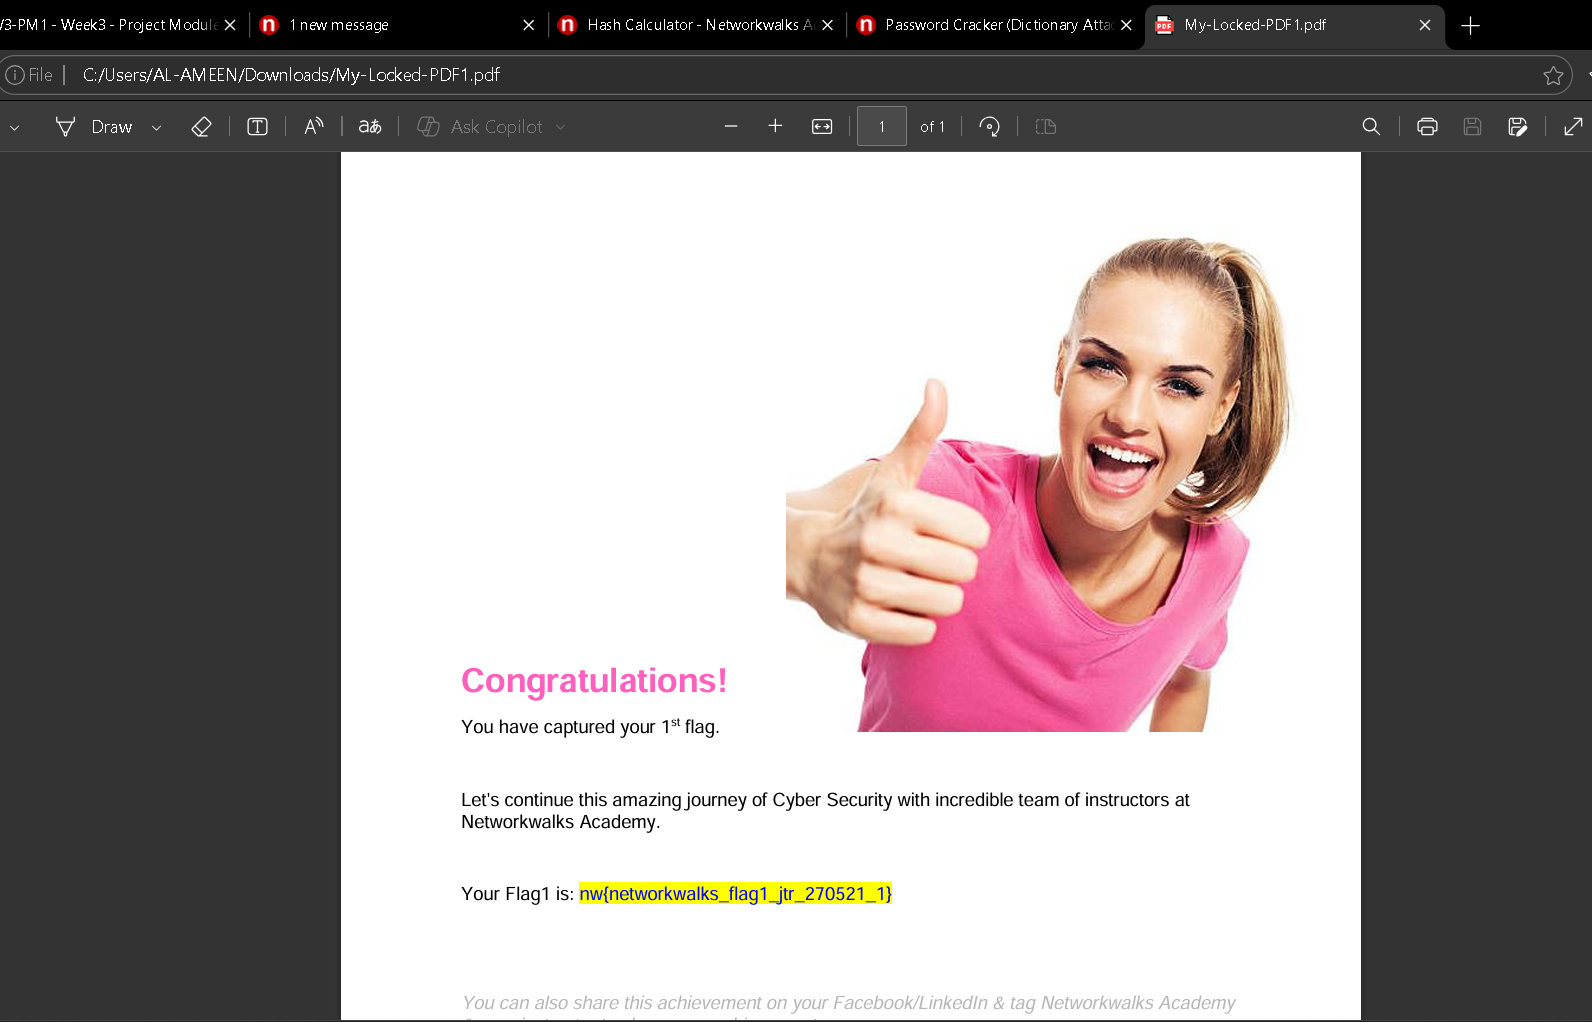 V3-PM1 - Week3 - Project Module
1 new message
Hash Calculator - Networkwalks A
Password Cracker (Dictionary Attac
My-Locked-PDF1.pdf
File
C:/Users/AL-AMEEN/Downloads/My-Locked-PDF1.pdf
Draw
T
A
aあ
Ask Copilot
1 of 1
Congratulations!
You have captured your 1st flag.
Let's continue this amazing journey of Cyber Security with incredible team of instructors at
Networkwalks Academy.
Your Flag1 is: nw{networkwalks_flag1_jtr_270521_1}
You can also share this achievement on your Facebook/LinkedIn & tag Networkwalks Academy